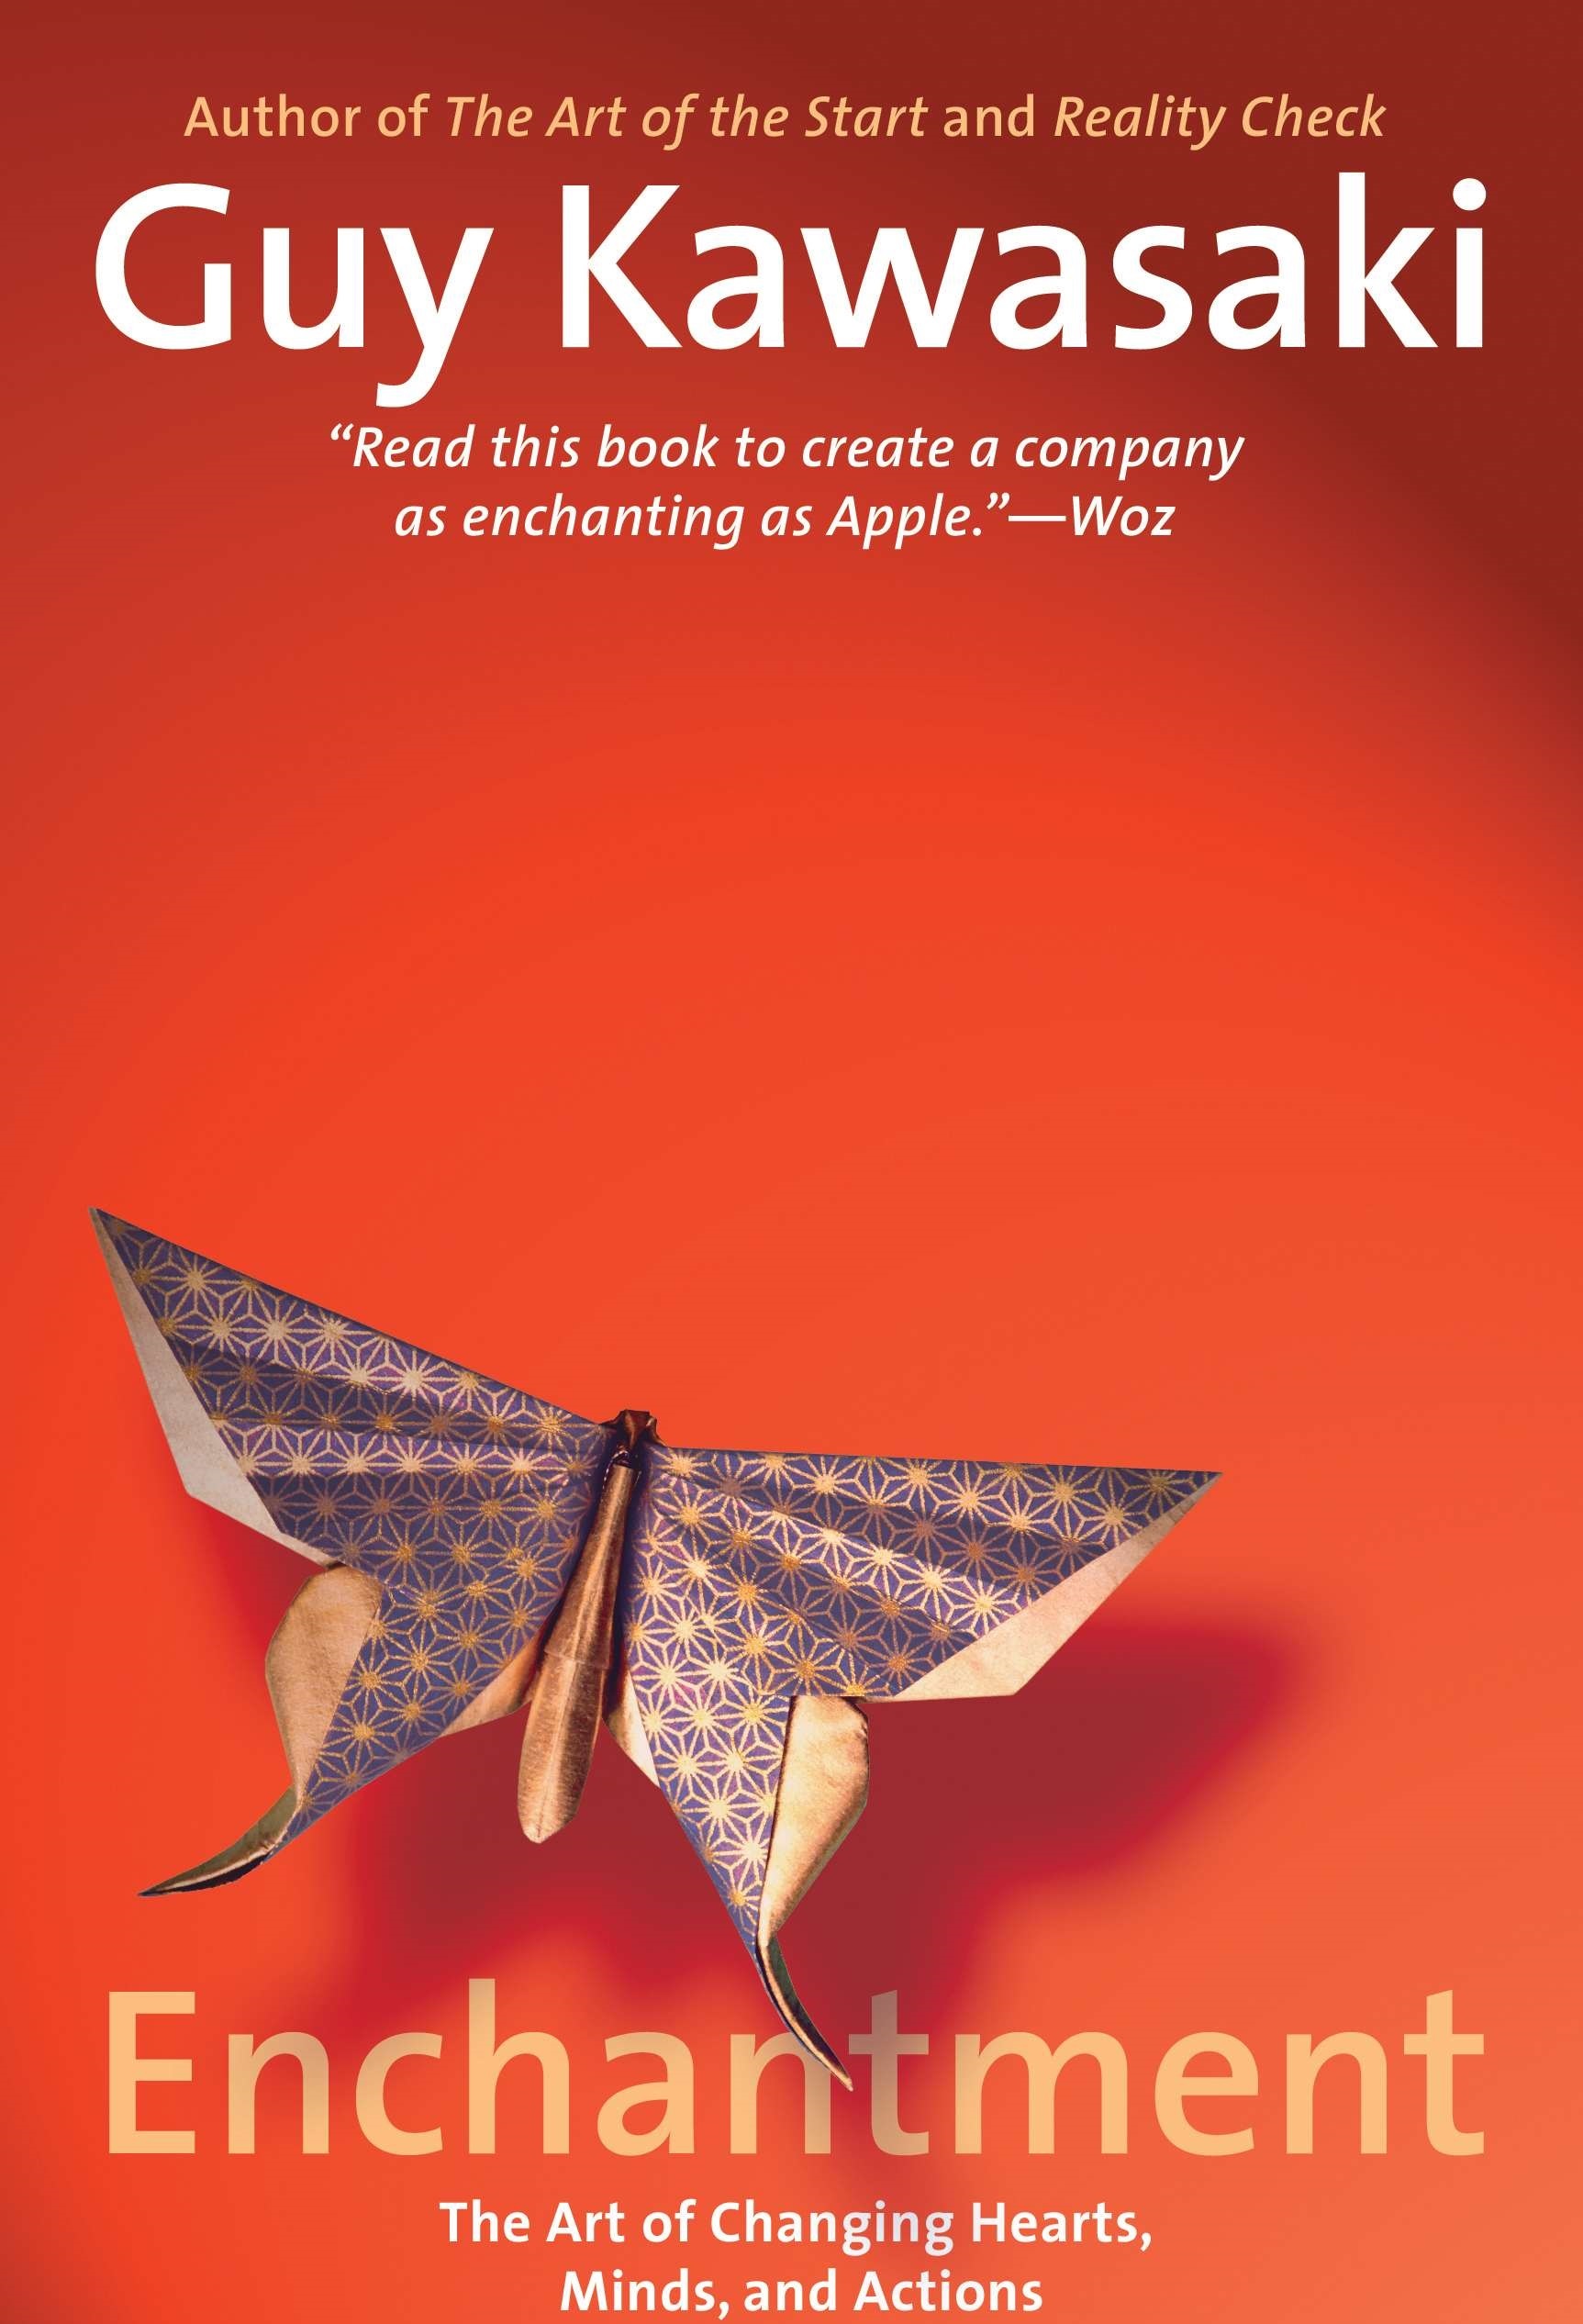 Author of The Art of the Start and Reality Check
Guy Kawasaki
“Read this book to create a company
as enchanting as Apple.”—Woz
Enchantment
The Art of Changing Hearts,
Minds, and Actions